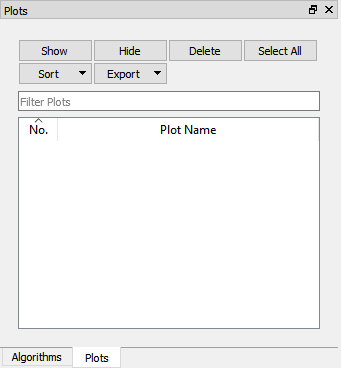 Plots
Show Hide Delete Select All
Sort Export
Filter Plots
No. Plot Name
Algorithms Plots